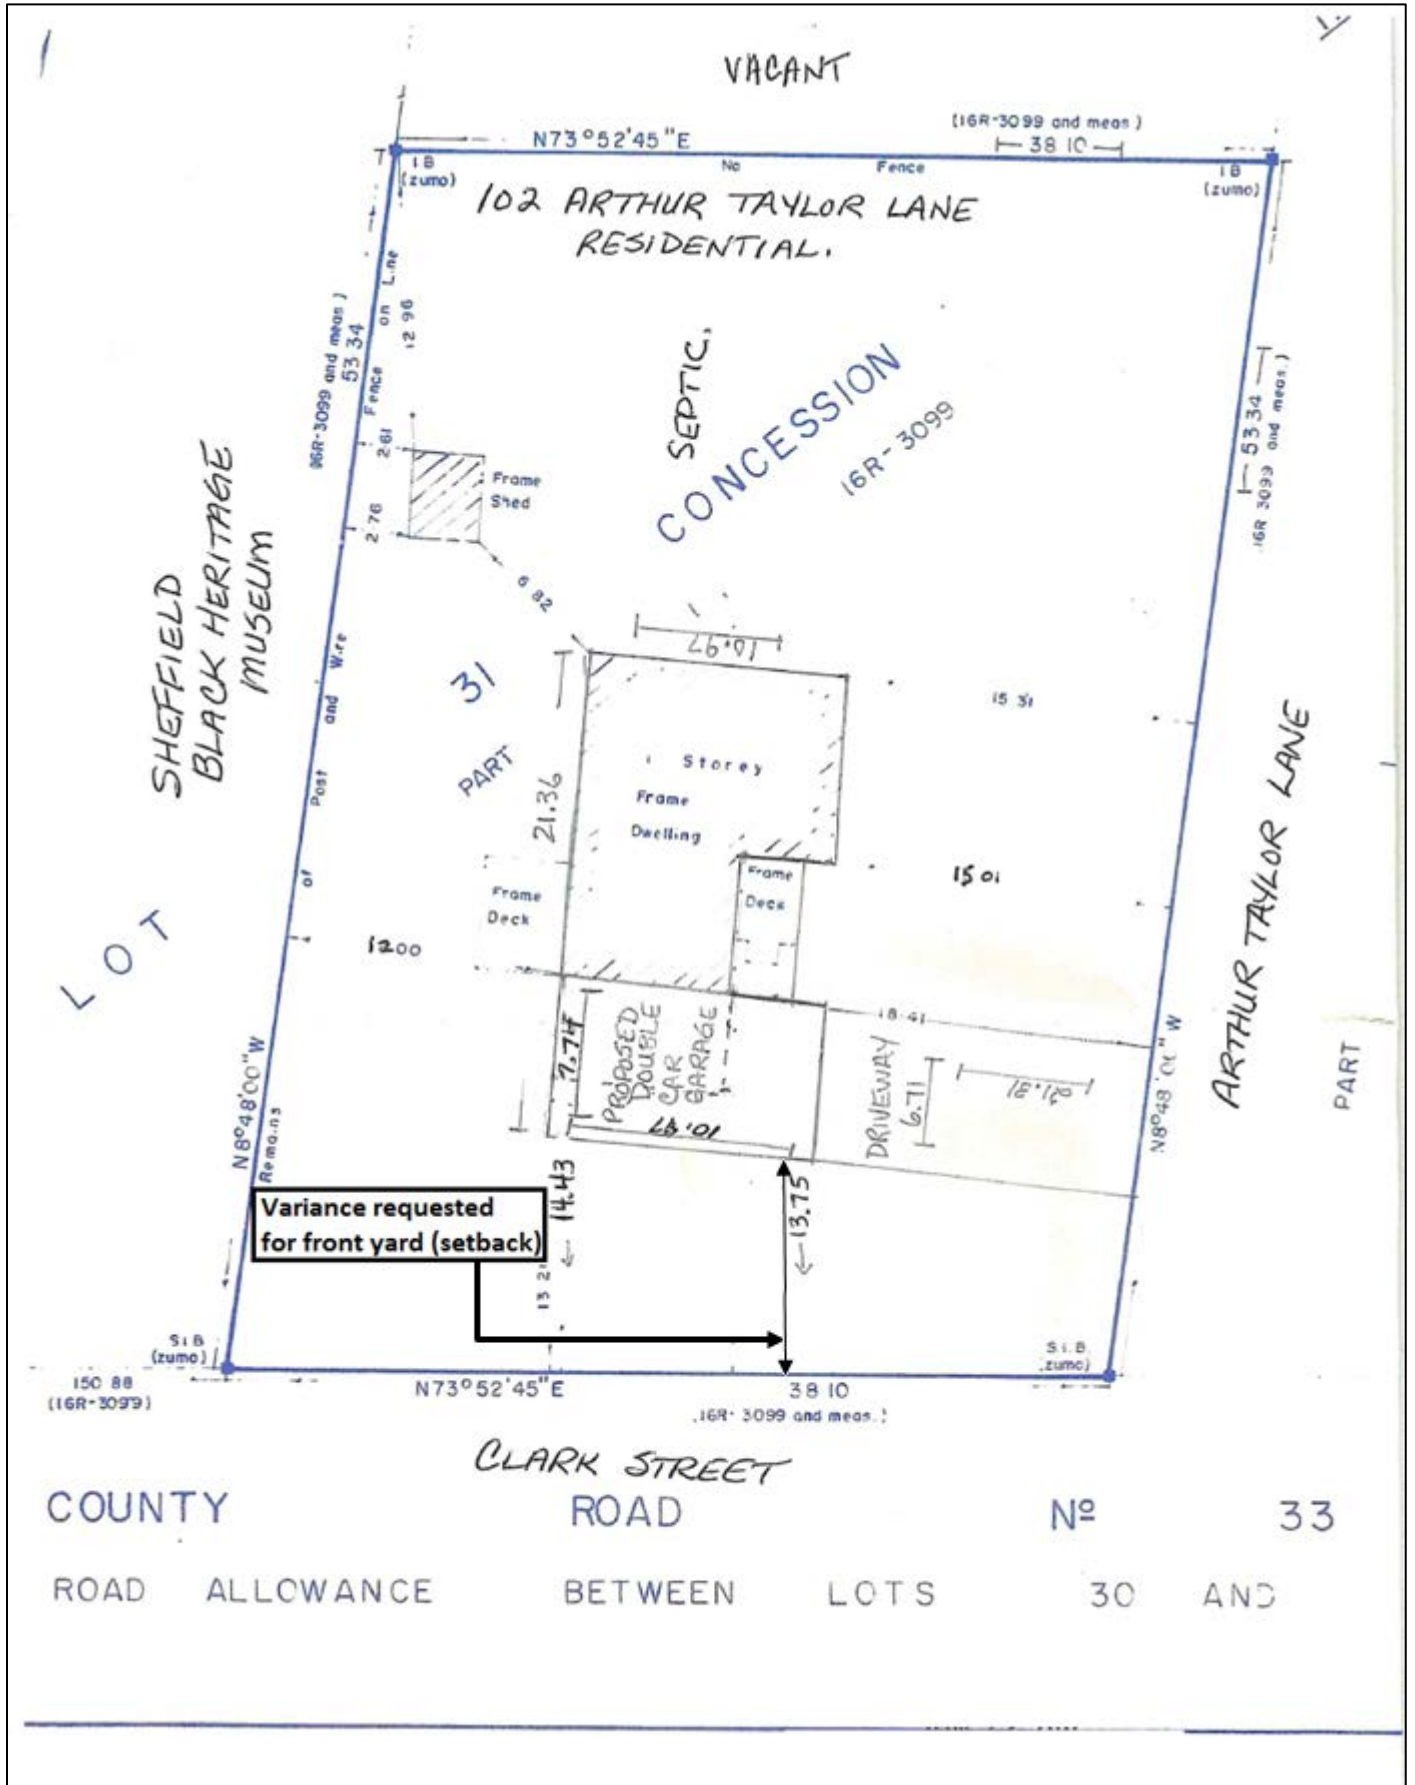 VACANT
(16R-3099 and meas)
N73°52'45"E
38 10
No Fence
IB
(zumo)
IB
(zumo)
102 ARTHUR TAYLOR LANE
RESIDENTIAL.
Fence on Line
12 96
(16R-3099 and meas)
53 34
SEPTIC.
CONCESSION
16R-3099
53 34
16R 3099 and meas.)
2 61
2 76
Frame
Shed
6 82
SHEFFIELD
BLACK HERITAGE
MUSEUM
10.97
31
PART
15 31
of Post and Wire
21.36
1 Storey
Frame
Dwelling
ARTHUR TAYLOR LANE
Frame
Deck
Frame
Deck
15 01
LOT
12 00
18 41
7.74
PROPOSED
DOUBLE
CAR
GARAGE
10.97
DRIVEWAY
6.71
N8°48'00"W
Remains
PART
14.43
13.75
Variance requested
for front yard (setback)
13 21
S I B
(zumo)
S.I.B.
zumo)
150 88
(16R-3099)
N73°52'45"E
38 10
16R-3099 and meas.)
CLARK STREET
COUNTY ROAD Nº 33
ROAD ALLOWANCE BETWEEN LOTS 30 AND